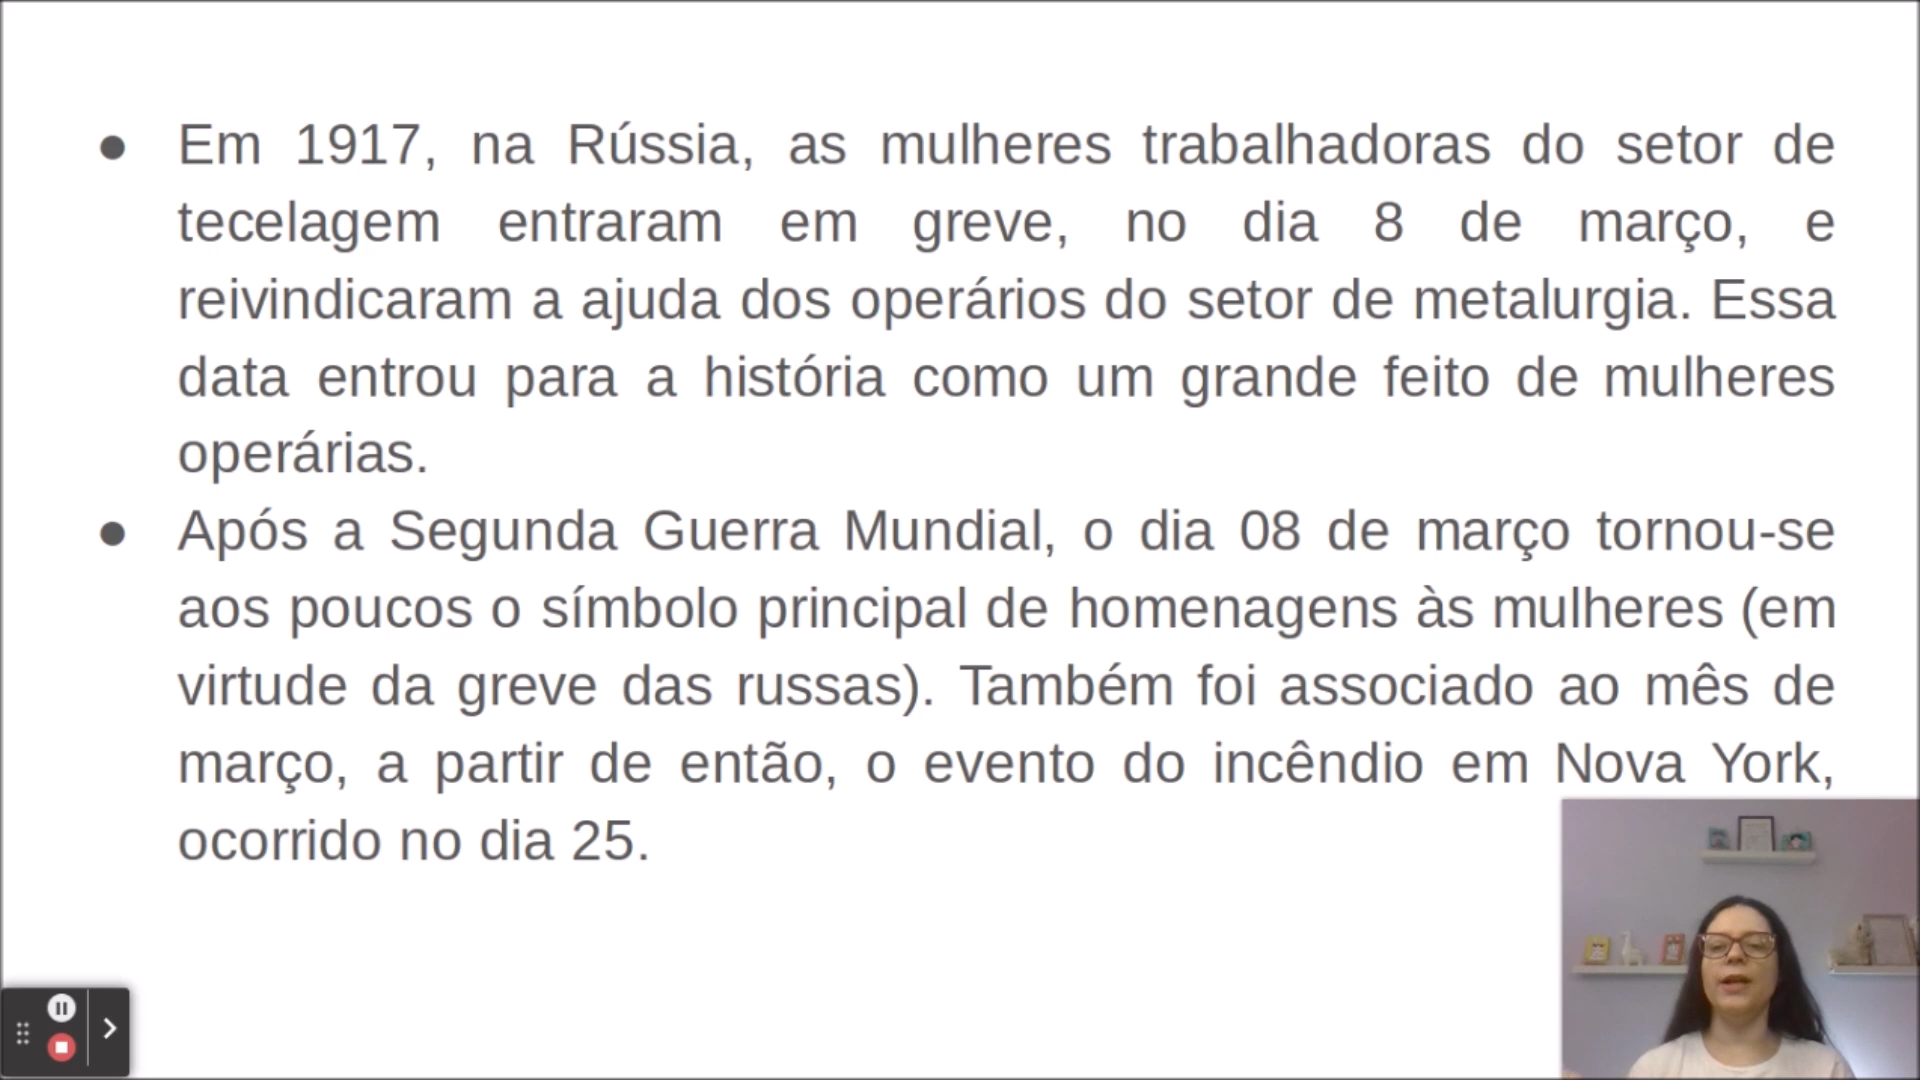 ● Em 1917, na Rússia, as mulheres trabalhadoras do setor de
tecelagem entraram em greve, no dia 8 de março, e
reivindicaram a ajuda dos operários do setor de metalurgia. Essa
data entrou para a história como um grande feito de mulheres
operárias.
● Após a Segunda Guerra Mundial, o dia 08 de março tornou-se
aos poucos o símbolo principal de homenagens às mulheres (em
virtude da greve das russas). Também foi associado ao mês de
março, a partir de então, o evento do incêndio em Nova York,
ocorrido no dia 25.